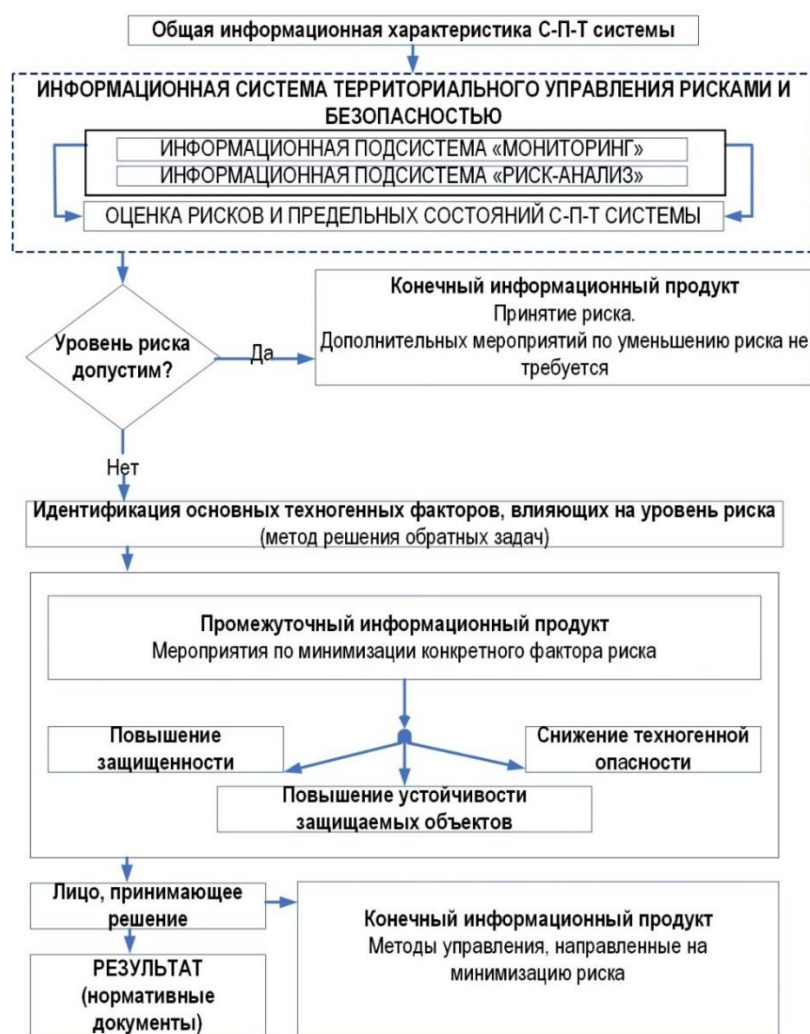 Общая информационная характеристика С-П-Т системы
ИНФОРМАЦИОННАЯ СИСТЕМА ТЕРРИТОРИАЛЬНОГО УПРАВЛЕНИЯ РИСКАМИ И
БЕЗОПАСНОСТЬЮ
ИНФОРМАЦИОННАЯ ПОДСИСТЕМА «МОНИТОРИНГ»
ИНФОРМАЦИОННАЯ ПОДСИСТЕМА «РИСК-АНАЛИЗ»
ОЦЕНКА РИСКОВ И ПРЕДЕЛЬНЫХ СОСТОЯНИЙ С-П-Т СИСТЕМЫ
Уровень риска
допустим?
Да
Конечный информационный продукт
Принятие риска.
Дополнительных мероприятий по уменьшению риска не
требуется
Нет
Идентификация основных техногенных факторов, влияющих на уровень риска
(метод решения обратных задач)
Промежуточный информационный продукт
Мероприятия по минимизации конкретного фактора риска
Повышение
защищенности
Снижение техногенной
опасности
Повышение устойчивости
защищаемых объектов
Лицо, принимающее
решение
Конечный информационный продукт
Методы управления, направленные на
минимизацию риска
РЕЗУЛЬТАТ
(нормативные
документы)